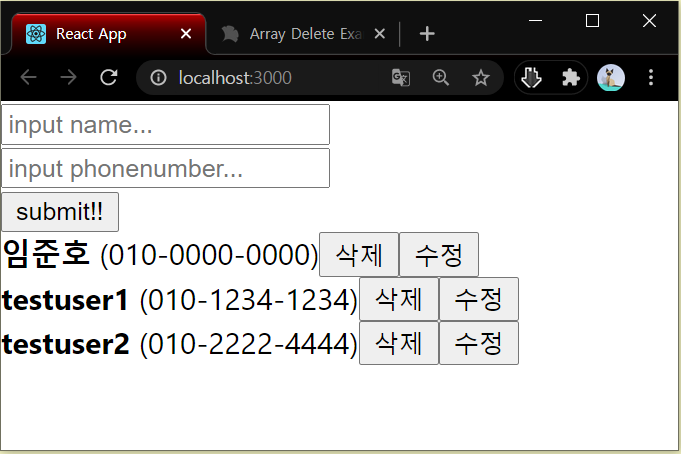 React App
Array Delete Exa
localhost:3000
input name...
input phonenumber...
submit!!
임준호 (010-0000-0000) 삭제 수정
testuser1 (010-1234-1234) 삭제 수정
testuser2 (010-2222-4444) 삭제 수정